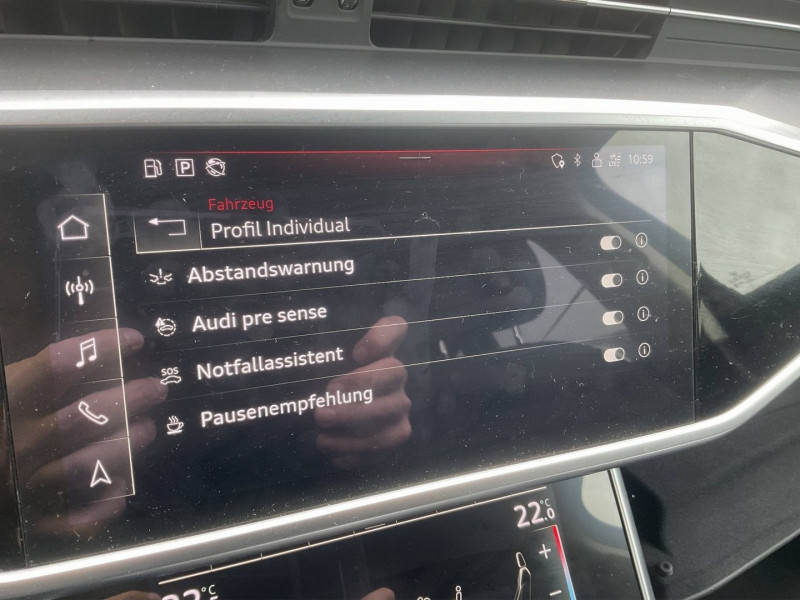 P
10:59
Fahrzeug
Profil Individual
Abstandswarnung
Audi pre sense
SOS
Notfallassistent
Pausenempfehlung
22.0 °C
°C